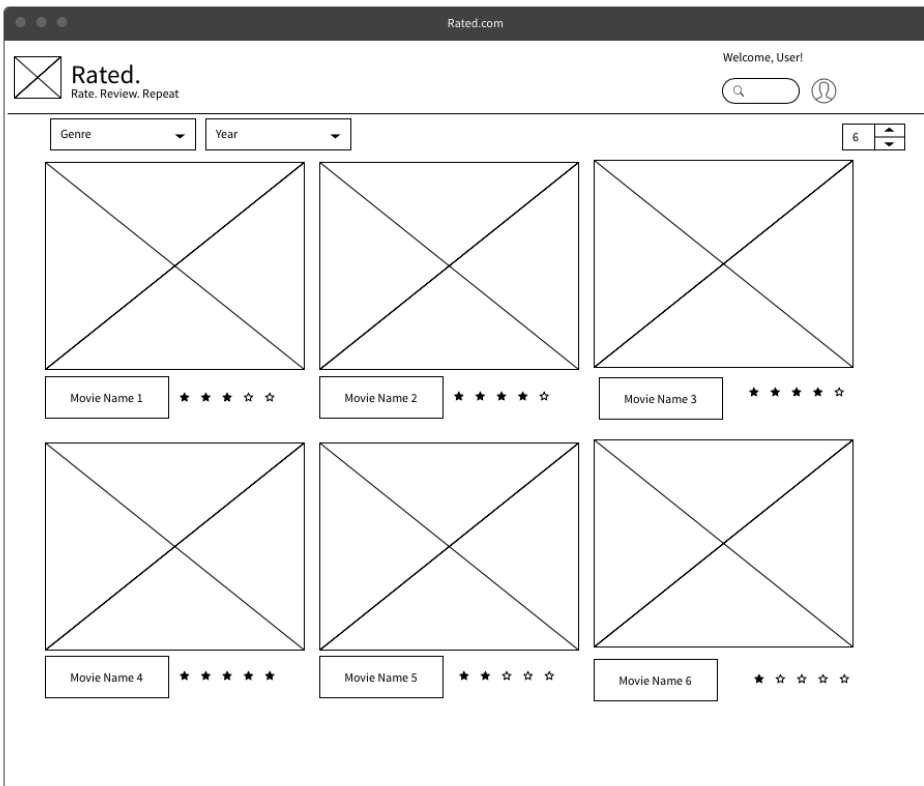 Rated.com
Welcome, User!
Rated.
Rate. Review. Repeat
Genre
Year
6
Movie Name 1
Movie Name 2
Movie Name 3
Movie Name 4
Movie Name 5
Movie Name 6